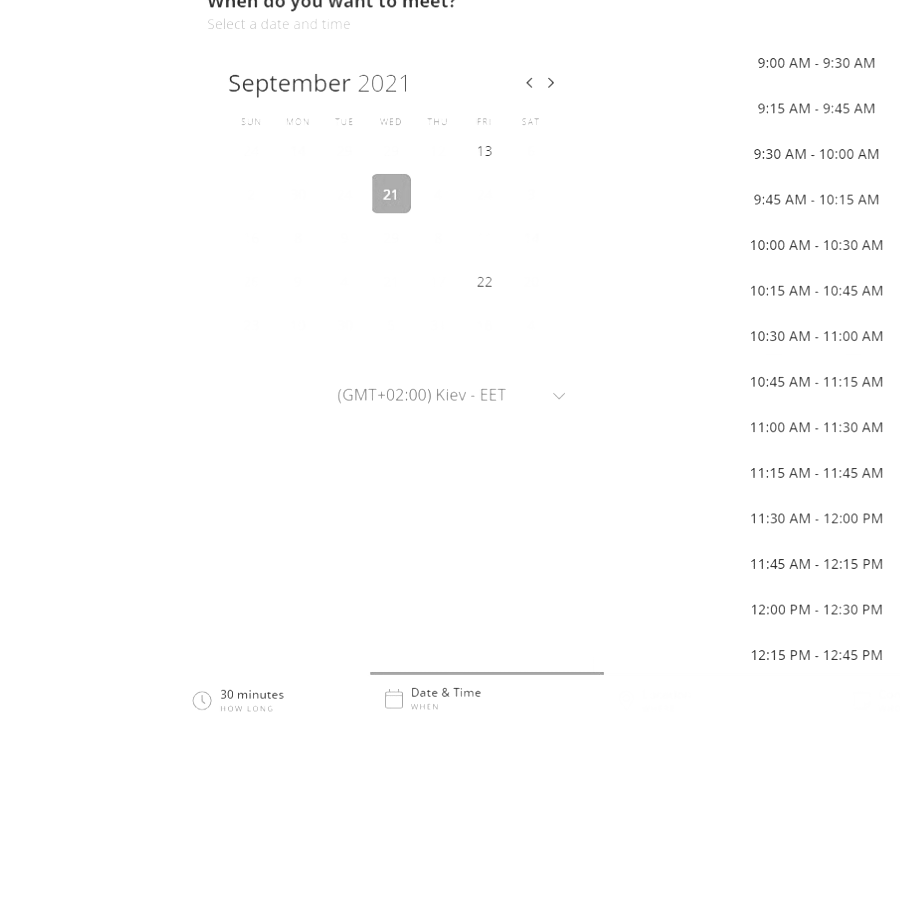 When do you want to meet?
Select a date and time
September 2021
SUN MON TUE WED THU FRI SAT
13
21
22
(GMT+02:00) Kiev - EET
9:00 AM - 9:30 AM
9:15 AM - 9:45 AM
9:30 AM - 10:00 AM
9:45 AM - 10:15 AM
10:00 AM - 10:30 AM
10:15 AM - 10:45 AM
10:30 AM - 11:00 AM
10:45 AM - 11:15 AM
11:00 AM - 11:30 AM
11:15 AM - 11:45 AM
11:30 AM - 12:00 PM
11:45 AM - 12:15 PM
12:00 PM - 12:30 PM
12:15 PM - 12:45 PM
30 minutes
HOW LONG
Date & Time
WHEN